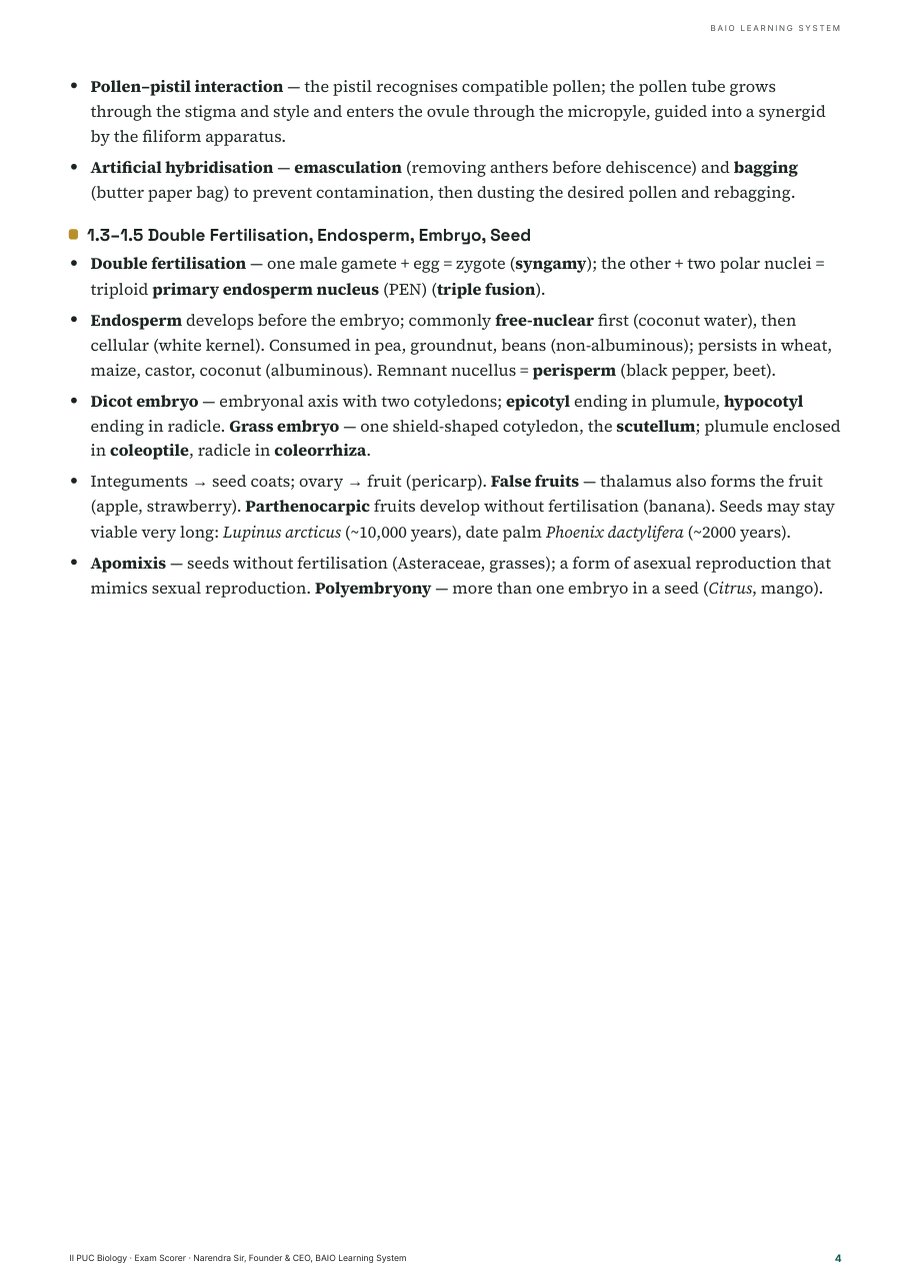 BAIO LEARNING SYSTEM
• Pollen–pistil interaction — the pistil recognises compatible pollen; the pollen tube grows
through the stigma and style and enters the ovule through the micropyle, guided into a synergid
by the filiform apparatus.
• Artificial hybridisation — emasculation (removing anthers before dehiscence) and bagging
(butter paper bag) to prevent contamination, then dusting the desired pollen and rebagging.
1.3–1.5 Double Fertilisation, Endosperm, Embryo, Seed
• Double fertilisation — one male gamete + egg = zygote (syngamy); the other + two polar nuclei =
triploid primary endosperm nucleus (PEN) (triple fusion).
• Endosperm develops before the embryo; commonly free-nuclear first (coconut water), then
cellular (white kernel). Consumed in pea, groundnut, beans (non-albuminous); persists in wheat,
maize, castor, coconut (albuminous). Remnant nucellus = perisperm (black pepper, beet).
• Dicot embryo — embryonal axis with two cotyledons; epicotyl ending in plumule, hypocotyl
ending in radicle. Grass embryo — one shield-shaped cotyledon, the scutellum; plumule enclosed
in coleoptile, radicle in coleorrhiza.
• Integuments → seed coats; ovary → fruit (pericarp). False fruits — thalamus also forms the fruit
(apple, strawberry). Parthenocarpic fruits develop without fertilisation (banana). Seeds may stay
viable very long: Lupinus arcticus (~10,000 years), date palm Phoenix dactylifera (~2000 years).
• Apomixis — seeds without fertilisation (Asteraceae, grasses); a form of asexual reproduction that
mimics sexual reproduction. Polyembryony — more than one embryo in a seed (Citrus, mango).
II PUC Biology · Exam Scorer · Narendra Sir, Founder & CEO, BAIO Learning System
4